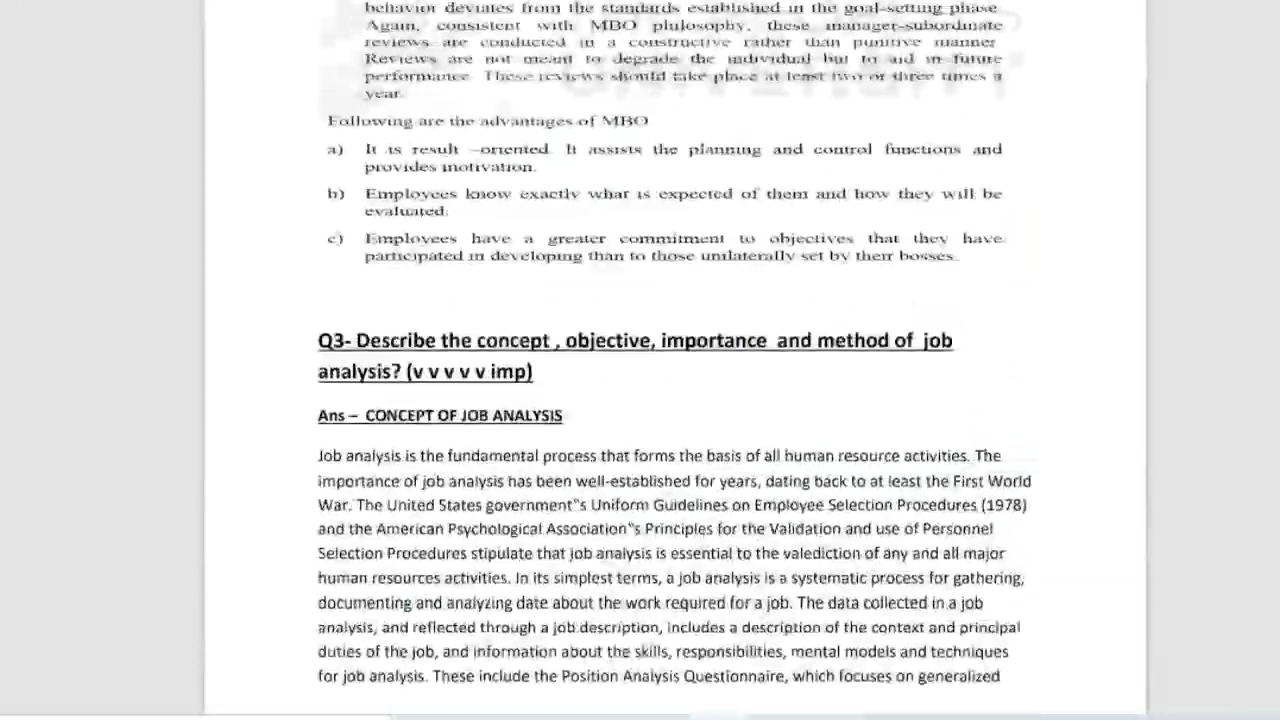 behavior deviates from the standards established in the goal-setting phase
Again, consistent with MBO philosophy, these manager-subordinate
reviews are conducted in a constructive rather than punitive manner
Reviews are not meant to degrade the individual but to aid in future
performance. These reviews should take place at least two or three times a
year.
Following are the advantages of MBO
a) It is result –oriented. It assists the planning and control functions and
provides motivation.
b) Employees know exactly what is expected of them and how they will be
evaluated.
c) Employees have a greater commitment to objectives that they have
participated in developing than to those unilaterally set by their bosses.
Q3- Describe the concept , objective, importance and method of job
analysis? (v v v v v imp)
Ans – CONCEPT OF JOB ANALYSIS
Job analysis is the fundamental process that forms the basis of all human resource activities. The
importance of job analysis has been well-established for years, dating back to at least the First World
War. The United States government"s Uniform Guidelines on Employee Selection Procedures (1978)
and the American Psychological Association"s Principles for the Validation and use of Personnel
Selection Procedures stipulate that job analysis is essential to the valediction of any and all major
human resources activities. In its simplest terms, a job analysis is a systematic process for gathering,
documenting and analyzing date about the work required for a job. The data collected in a job
analysis, and reflected through a job description, includes a description of the context and principal
duties of the job, and information about the skills, responsibilities, mental models and techniques
for job analysis. These include the Position Analysis Questionnaire, which focuses on generalized